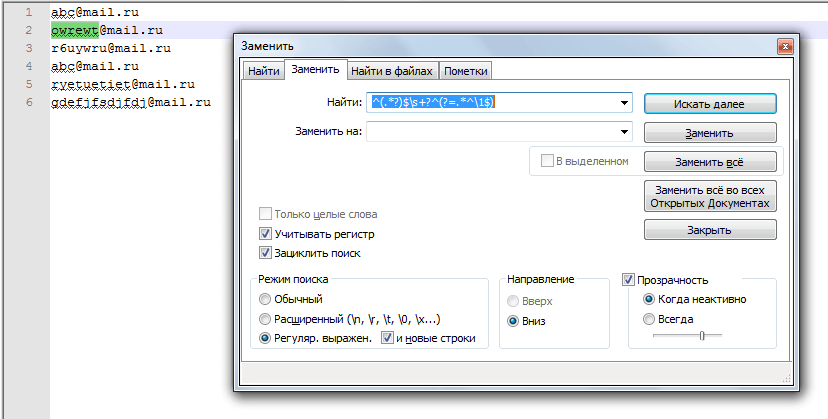 1 abc@mail.ru
2 owrewt@mail.ru
3 r6uywru@mail.ru
4 abc@mail.ru
5 ryetuetiet@mail.ru
6 gdefjfsdjfdj@mail.ru
Заменить
Найти Заменить Найти в файлах Пометки
Найти: ^(.*?)$\s+?^(?=.*^\1$) Искать далее
Заменить на: Заменить
В выделенном Заменить всё
Заменить всё во всех
Открытых Документах
Закрыть
Только целые слова
Учитывать регистр
Зациклить поиск
Режим поиска
Обычный
Расширенный (\n, \r, \t, \0, \x...)
Регуляр. выражен. и новые строки
Направление
Вверх
Вниз
Прозрачность
Когда неактивно
Всегда